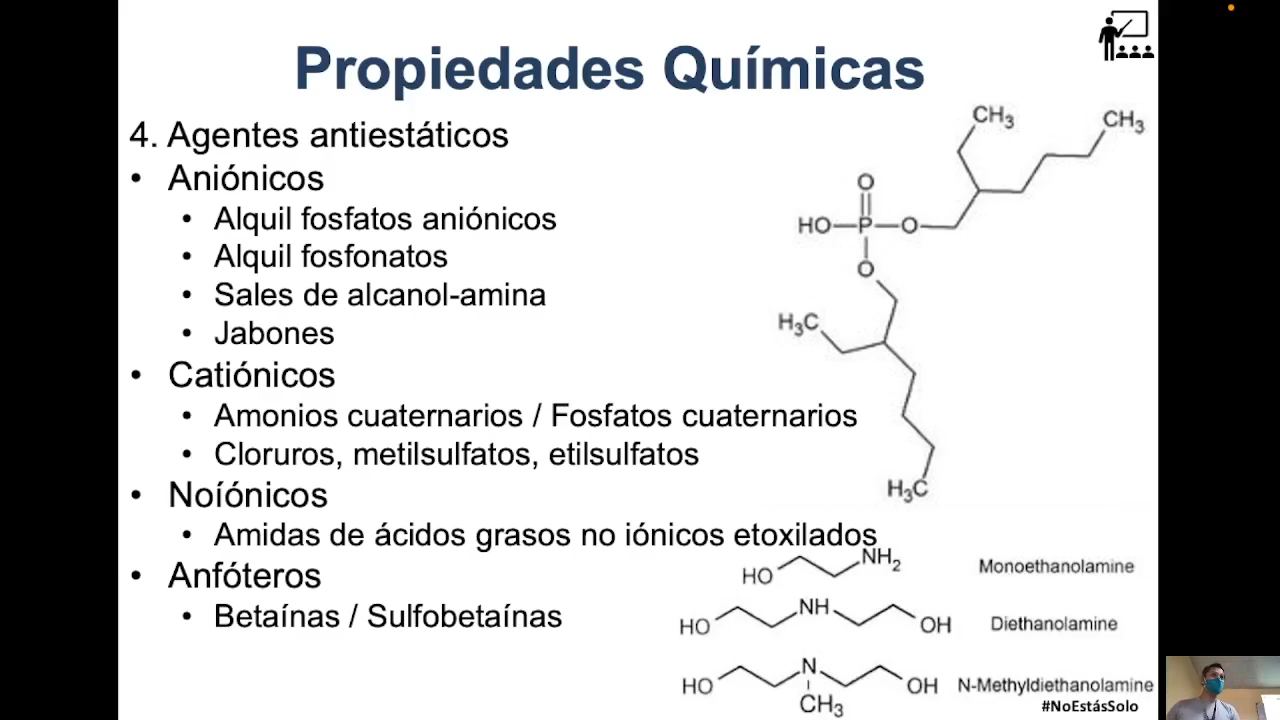 Propiedades Químicas
4. Agentes antiestáticos
• Aniónicos
• Alquil fosfatos aniónicos
• Alquil fosfonatos
• Sales de alcanol-amina
• Jabones
• Catiónicos
• Amonios cuaternarios / Fosfatos cuaternarios
• Cloruros, metilsulfatos, etilsulfatos
• Noíónicos
• Amidas de ácidos grasos no iónicos etoxilados
• Anfóteros
• Betaínas / Sulfobetaínas
CH₃ CH₃
O
HO P O
O
H₃C
H₃C
HO NH₂ Monoethanolamine
HO NH OH Diethanolamine
HO N OH N-Methyldiethanolamine
CH₃
#NoEstásSolo